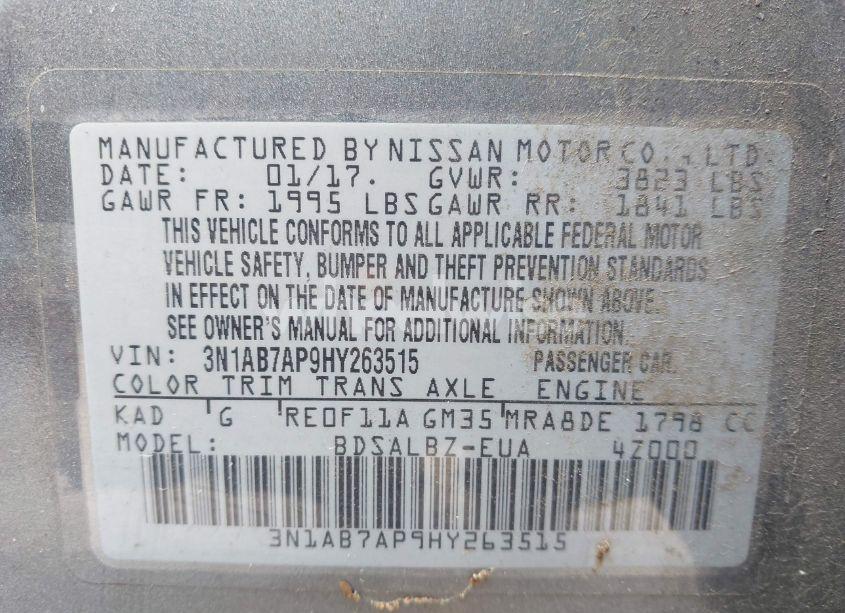 MANUFACTURED BY NISSAN MOTOR CO., LTD.
DATE: 01/17. GVWR: 3823 LBS
GAWR FR: 1995 LBS GAWR RR: 1841 LBS
THIS VEHICLE CONFORMS TO ALL APPLICABLE FEDERAL MOTOR
VEHICLE SAFETY, BUMPER AND THEFT PREVENTION STANDARDS
IN EFFECT ON THE DATE OF MANUFACTURE SHOWN ABOVE.
SEE OWNER'S MANUAL FOR ADDITIONAL INFORMATION.
VIN: 3N1AB7AP9HY263515 PASSENGER CAR.
COLOR TRIM TRANS AXLE ENGINE
KAD G RE0F11A GM35 MRA8DE 1798 CC
MODEL: BDSALBZ-EUA 4Z000
3N1AB7AP9HY263515